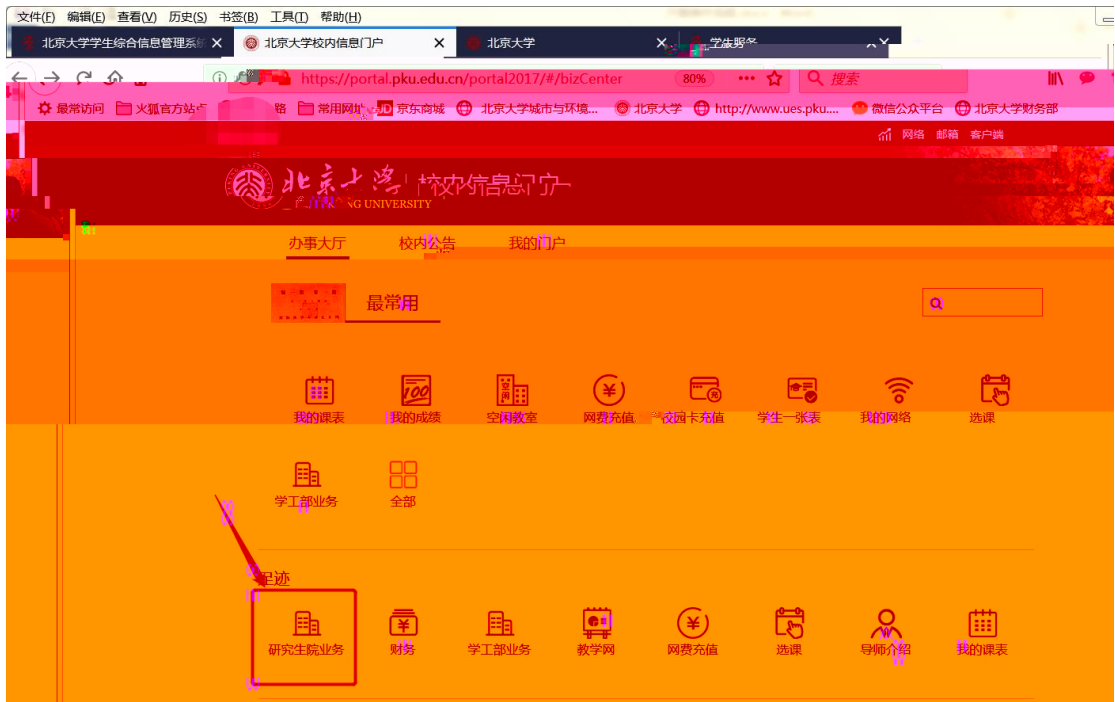 文件(F) 编辑(E) 查看(V) 历史(S) 书签(B) 工具(T) 帮助(H)
北京大学学生综合信息管理系统 × 北京大学校内信息门户 × 北京大学 × 学生服务 ×
https://portal.pku.edu.cn/portal2017/#/bizCenter 80% ••• 搜索
最常访问 火狐官方站点 常用网址 JD 京东商城 北京大学城市与环境... 北京大学 http://www.ues.pku.... 微信公众平台 北京大学财务部
网络 邮箱 客户端
北京大学 校内信息门户
NG UNIVERSITY
办事大厅 校内公告 我的门户
最常用
我的课表 我的成绩 空闲教室 网费充值 校园卡充值 学生一张表 我的网络 选课
学工部业务 全部
足迹
研究生院业务 财务 学工部业务 教学网 网费充值 选课 导师介绍 我的课表